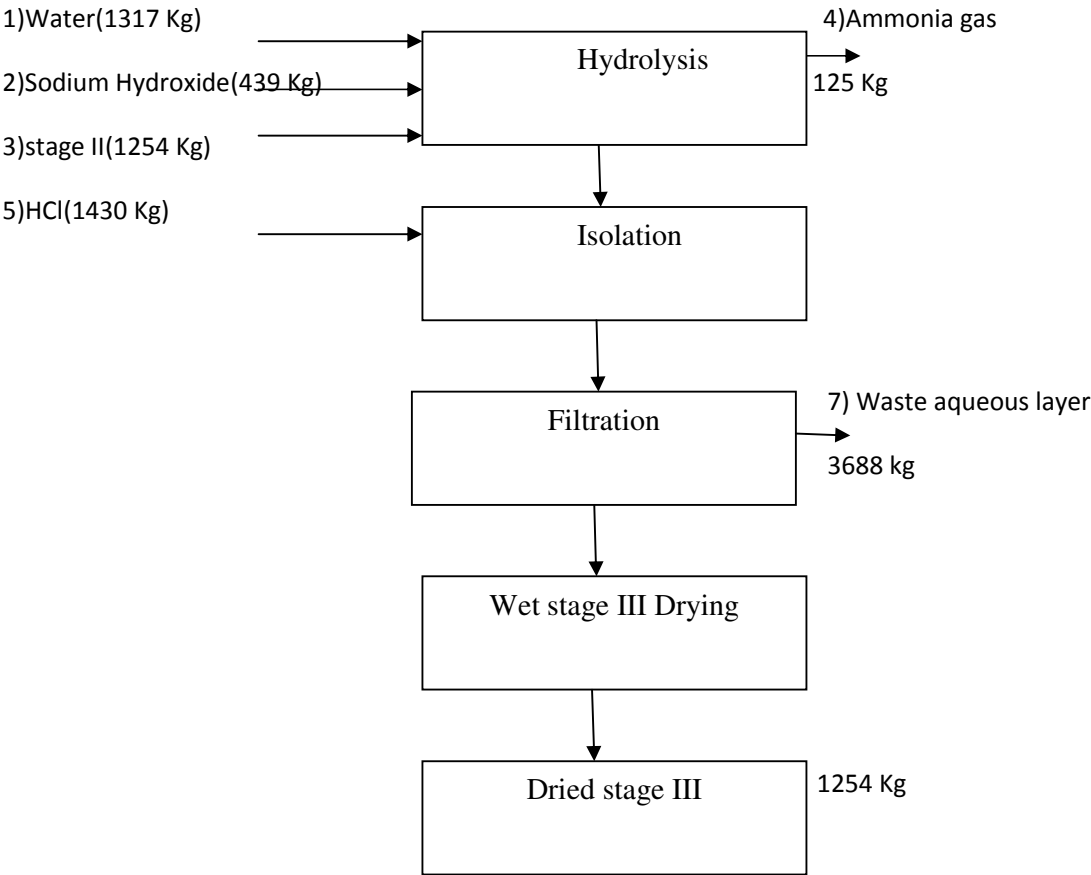 1)Water(1317 Kg)
4)Ammonia gas
Hydrolysis
2)Sodium Hydroxide(439 Kg)
125 Kg
3)stage II(1254 Kg)
5)HCl(1430 Kg)
Isolation
7) Waste aqueous layer
Filtration
3688 kg
Wet stage III Drying
Dried stage III
1254 Kg